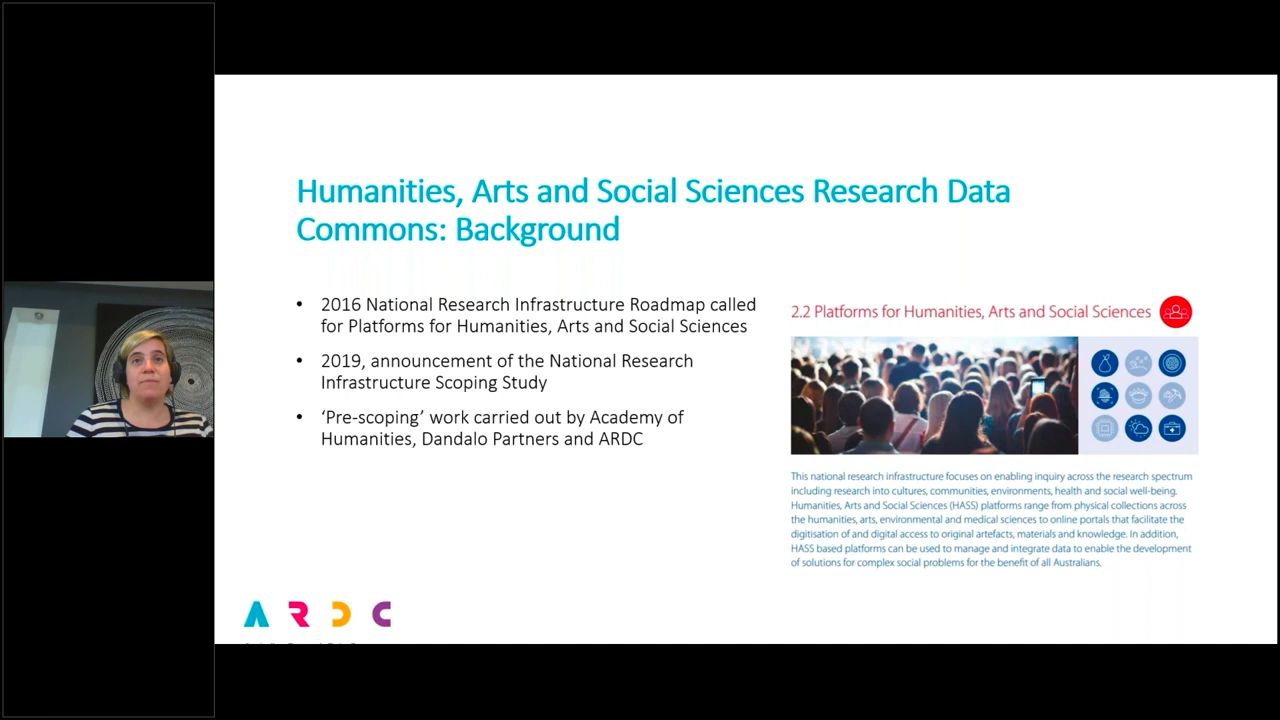 Humanities, Arts and Social Sciences Research Data
Commons: Background
• 2016 National Research Infrastructure Roadmap called
for Platforms for Humanities, Arts and Social Sciences
• 2019, announcement of the National Research
Infrastructure Scoping Study
• ‘Pre-scoping’ work carried out by Academy of
Humanities, Dandalo Partners and ARDC
2.2 Platforms for Humanities, Arts and Social Sciences
This national research infrastructure focuses on enabling inquiry across the research spectrum
including research into cultures, communities, environments, health and social well-being.
Humanities, Arts and Social Sciences (HASS) platforms range from physical collections across
the humanities, arts, environmental and medical sciences to online portals that facilitate the
digitisation of and digital access to original artefacts, materials and knowledge. In addition,
HASS based platforms can be used to manage and integrate data to enable the development
of solutions for complex social problems for the benefit of all Australians.
ARDC